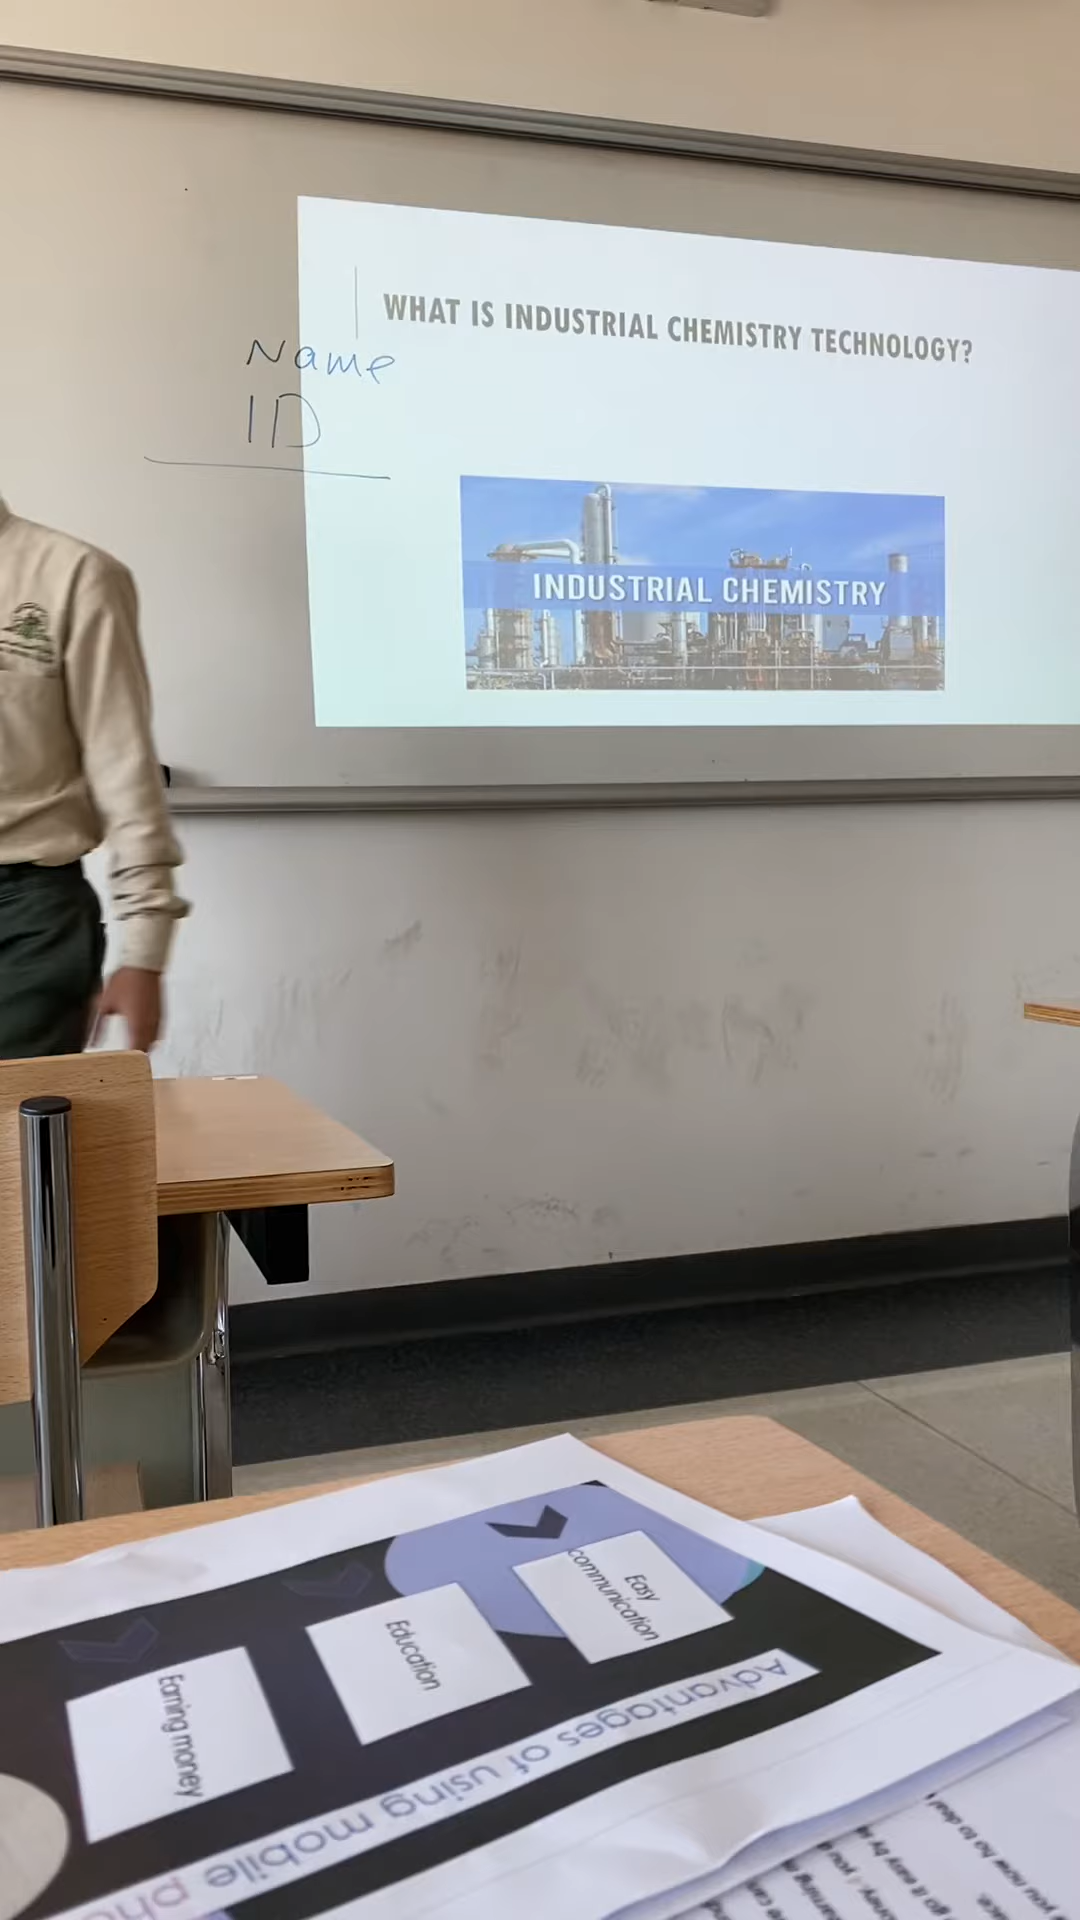 WHAT IS INDUSTRIAL CHEMISTRY TECHNOLOGY?
Name
ID
INDUSTRIAL CHEMISTRY
Advantages of using mobile
Easy
communication
Education
Earning money